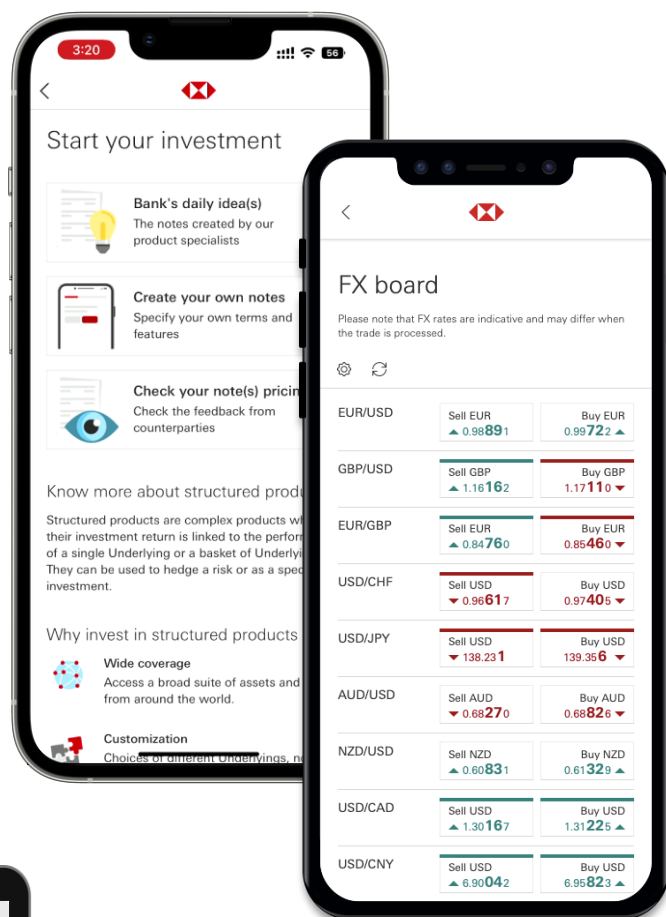 3:20
56
Start your investment
Bank's daily idea(s)
The notes created by our
product specialists
Create your own notes
Specify your own terms and
features
Check your note(s)
Check the feedback from
counterparties
Know more about structured
Structured products are complex products
their investment return is linked to the
of a single Underlying or a basket of
They can be used to hedge a risk or as a
investment.
Why invest in structured products
Wide coverage
Access a broad suite of assets and
from around the world.
Customization
Choices of different Underlyings,
FX board
Please note that FX rates are indicative and may differ when
the trade is processed.
EUR/USD
Sell EUR
▲ 0.98891
Buy EUR
0.99722 ▲
GBP/USD
Sell GBP
▲ 1.16162
Buy GBP
1.17110 ▼
EUR/GBP
Sell EUR
▲ 0.84760
Buy EUR
0.85460 ▼
USD/CHF
Sell USD
▼ 0.96617
Buy USD
0.97405 ▼
USD/JPY
Sell USD
▼ 138.231
Buy USD
139.356 ▼
AUD/USD
Sell AUD
▼ 0.68270
Buy AUD
0.68826 ▼
NZD/USD
Sell NZD
▲ 0.60831
Buy NZD
0.61329 ▲
USD/CAD
Sell USD
▲ 1.30167
Buy USD
1.31225 ▲
USD/CNY
Sell USD
▲ 6.90042
Buy USD
6.95823 ▲